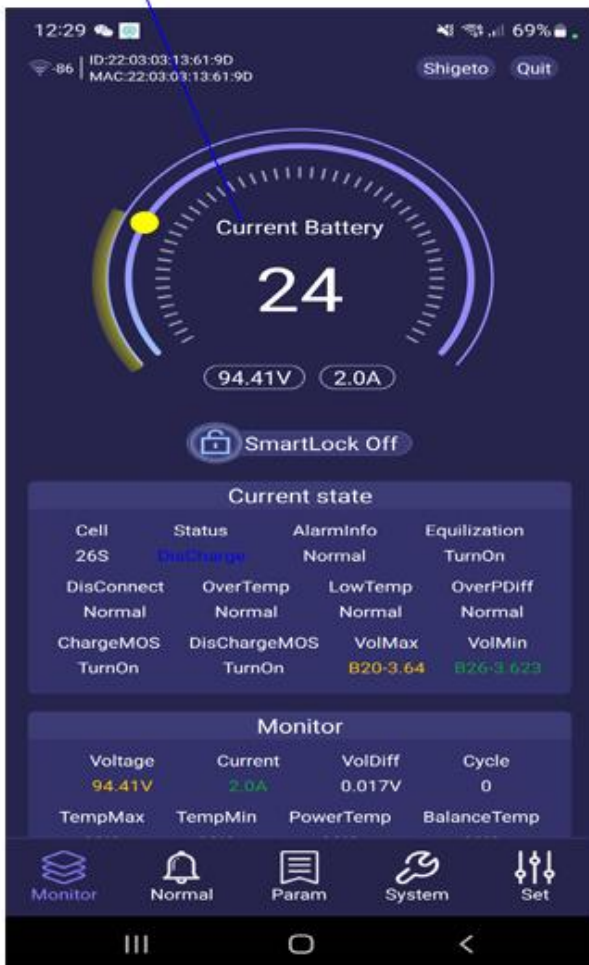 12:29 69%
-86 ID:22:03:03:13:61:9D
MAC:22:03:03:13:61:9D
Shigeto Quit
Current Battery
24
94.41V 2.0A
SmartLock Off
Current state
Cell Status AlarmInfo Equilization
26S DisCharge Normal TurnOn
DisConnect OverTemp LowTemp OverPDiff
Normal Normal Normal Normal
ChargeMOS DisChargeMOS VolMax VolMin
TurnOn TurnOn B20-3.64 B26-3.623
Monitor
Voltage Current VolDiff Cycle
94.41V 2.0A 0.017V 0
TempMax TempMin PowerTemp BalanceTemp
Monitor Normal Param System Set